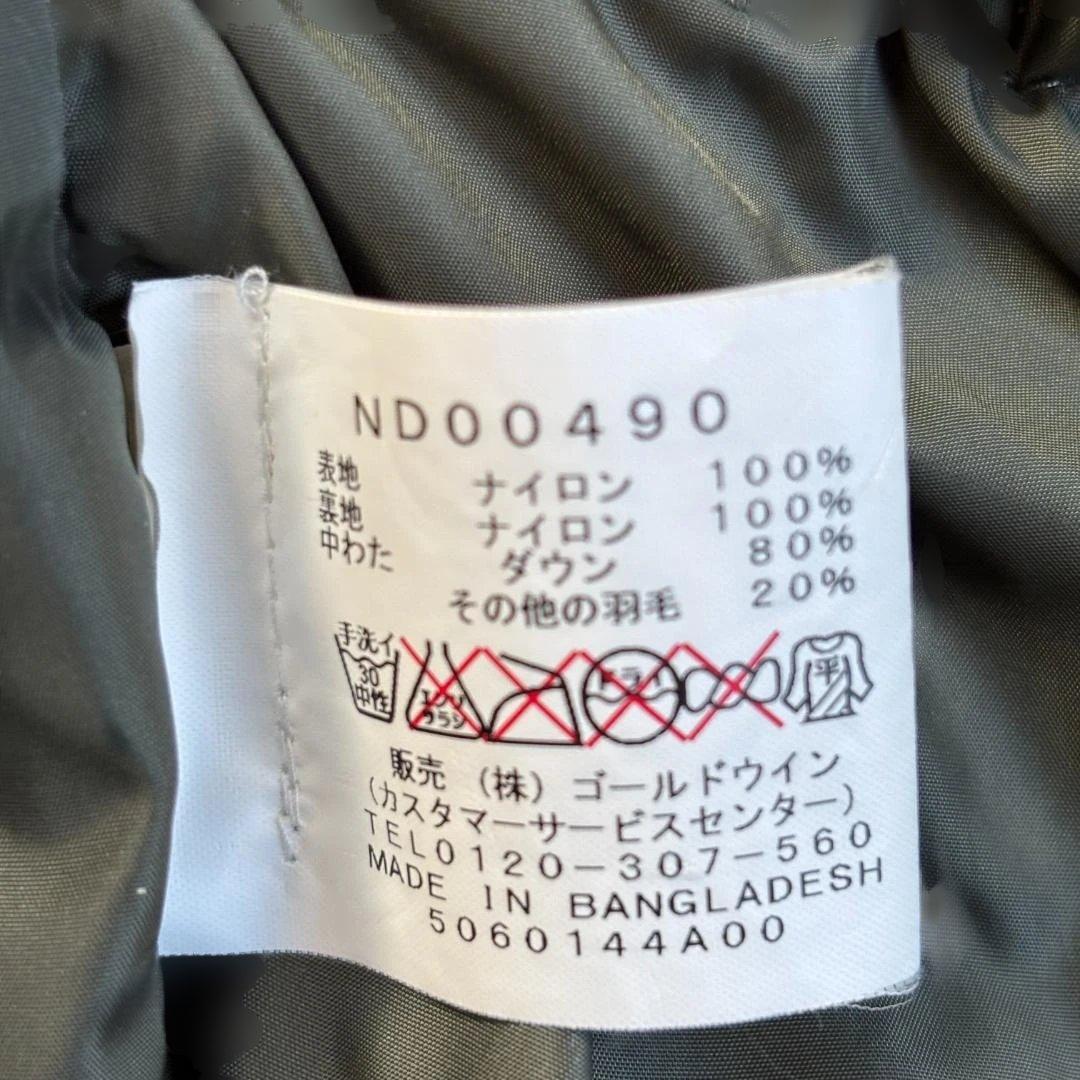 ND00490
表地 ナイロン 100%
裏地 ナイロン 100%
中わた ダウン 80%
その他の羽毛 20%
手洗イ
30
中性
エンソ
サラシ
ドライ
平
販売 (株) ゴールドウイン
(カスタマーサービスセンター)
TEL0120-307-560
MADE IN BANGLADESH
5060144A00